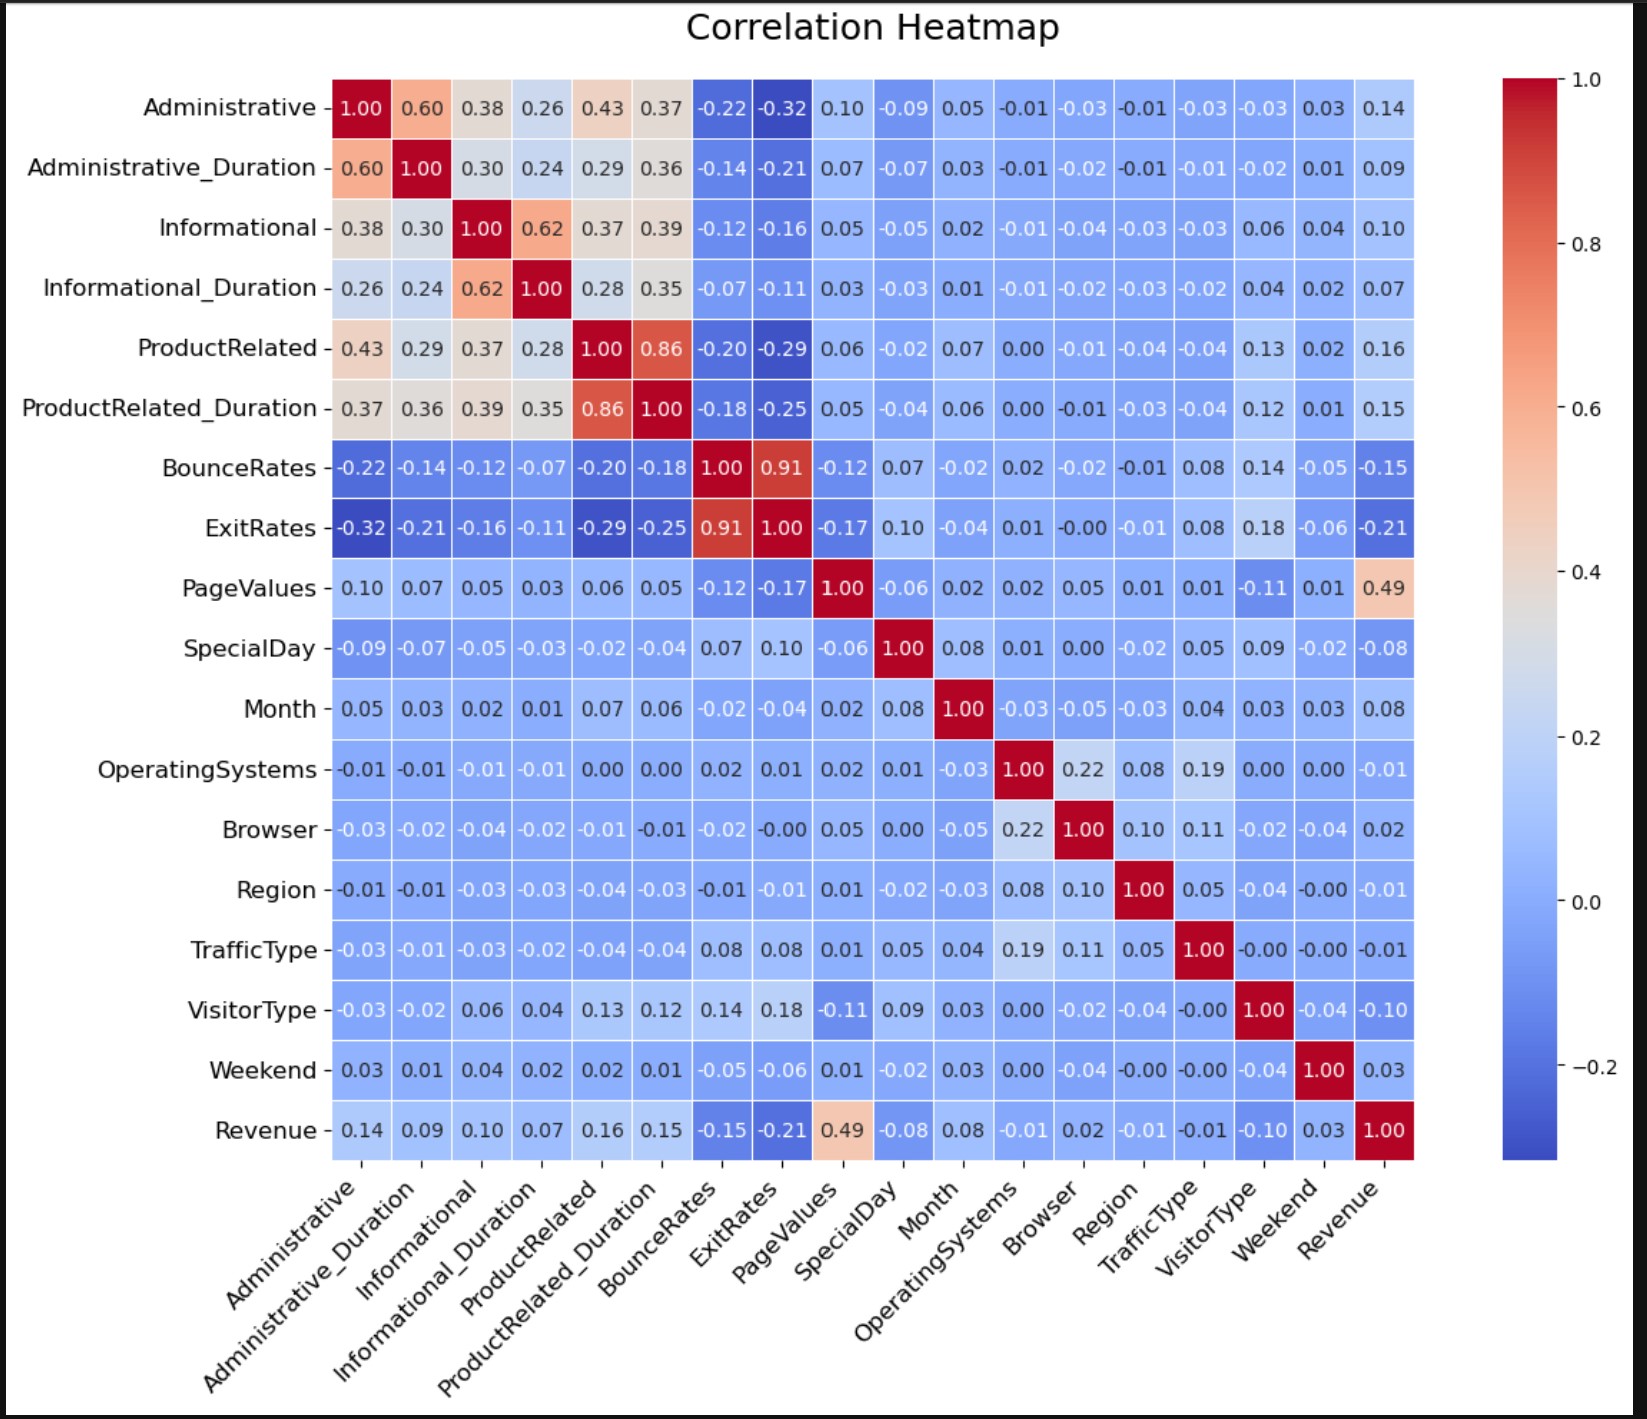 Correlation Heatmap
Administrative 1.00 0.60 0.38 0.26 0.43 0.37 -0.22 -0.32 0.10 -0.09 0.05 -0.01 -0.03 -0.01 -0.03 -0.03 0.03 0.14
Administrative_Duration 0.60 1.00 0.30 0.24 0.29 0.36 -0.14 -0.21 0.07 -0.07 0.03 -0.01 -0.02 -0.01 -0.01 -0.02 0.01 0.09
Informational 0.38 0.30 1.00 0.62 0.37 0.39 -0.12 -0.16 0.05 -0.05 0.02 -0.01 -0.04 -0.03 -0.03 0.06 0.04 0.10
Informational_Duration 0.26 0.24 0.62 1.00 0.28 0.35 -0.07 -0.11 0.03 -0.03 0.01 -0.01 -0.02 -0.03 -0.02 0.04 0.02 0.07
ProductRelated 0.43 0.29 0.37 0.28 1.00 0.86 -0.20 -0.29 0.06 -0.02 0.07 0.00 -0.01 -0.04 -0.04 0.13 0.02 0.16
ProductRelated_Duration 0.37 0.36 0.39 0.35 0.86 1.00 -0.18 -0.25 0.05 -0.04 0.06 0.00 -0.01 -0.03 -0.04 0.12 0.01 0.15
BounceRates -0.22 -0.14 -0.12 -0.07 -0.20 -0.18 1.00 0.91 -0.12 0.07 -0.02 0.02 -0.02 -0.01 0.08 0.14 -0.05 -0.15
ExitRates -0.32 -0.21 -0.16 -0.11 -0.29 -0.25 0.91 1.00 -0.17 0.10 -0.04 0.01 -0.00 -0.01 0.08 0.18 -0.06 -0.21
PageValues 0.10 0.07 0.05 0.03 0.06 0.05 -0.12 -0.17 1.00 -0.06 0.02 0.02 0.05 0.01 0.01 -0.11 0.01 0.49
SpecialDay -0.09 -0.07 -0.05 -0.03 -0.02 -0.04 0.07 0.10 -0.06 1.00 0.08 0.01 0.00 -0.02 0.05 0.09 -0.02 -0.08
Month 0.05 0.03 0.02 0.01 0.07 0.06 -0.02 -0.04 0.02 0.08 1.00 -0.03 -0.05 -0.03 0.04 0.03 0.03 0.08
OperatingSystems -0.01 -0.01 -0.01 -0.01 0.00 0.00 0.02 0.01 0.02 0.01 -0.03 1.00 0.22 0.08 0.19 0.00 0.00 -0.01
Browser -0.03 -0.02 -0.04 -0.02 -0.01 -0.01 -0.02 -0.00 0.05 0.00 -0.05 0.22 1.00 0.10 0.11 -0.02 -0.04 0.02
Region -0.01 -0.01 -0.03 -0.03 -0.04 -0.03 -0.01 -0.01 0.01 -0.02 -0.03 0.08 0.10 1.00 0.05 -0.04 -0.00 -0.01
TrafficType -0.03 -0.01 -0.03 -0.02 -0.04 -0.04 0.08 0.08 0.01 0.05 0.04 0.19 0.11 0.05 1.00 -0.00 -0.00 -0.01
VisitorType -0.03 -0.02 0.06 0.04 0.13 0.12 0.14 0.18 -0.11 0.09 0.03 0.00 -0.02 -0.04 -0.00 1.00 -0.04 -0.10
Weekend 0.03 0.01 0.04 0.02 0.02 0.01 -0.05 -0.06 0.01 -0.02 0.03 0.00 -0.04 -0.00 -0.00 -0.04 1.00 0.03
Revenue 0.14 0.09 0.10 0.07 0.16 0.15 -0.15 -0.21 0.49 -0.08 0.08 -0.01 0.02 -0.01 -0.01 -0.10 0.03 1.00
Administrative
Administrative_Duration
Informational
Informational_Duration
ProductRelated
ProductRelated_Duration
BounceRates
ExitRates
PageValues
SpecialDay
Month
OperatingSystems
Browser
Region
TrafficType
VisitorType
Weekend
Revenue
1.0
0.8
0.6
0.4
0.2
0.0
−0.2